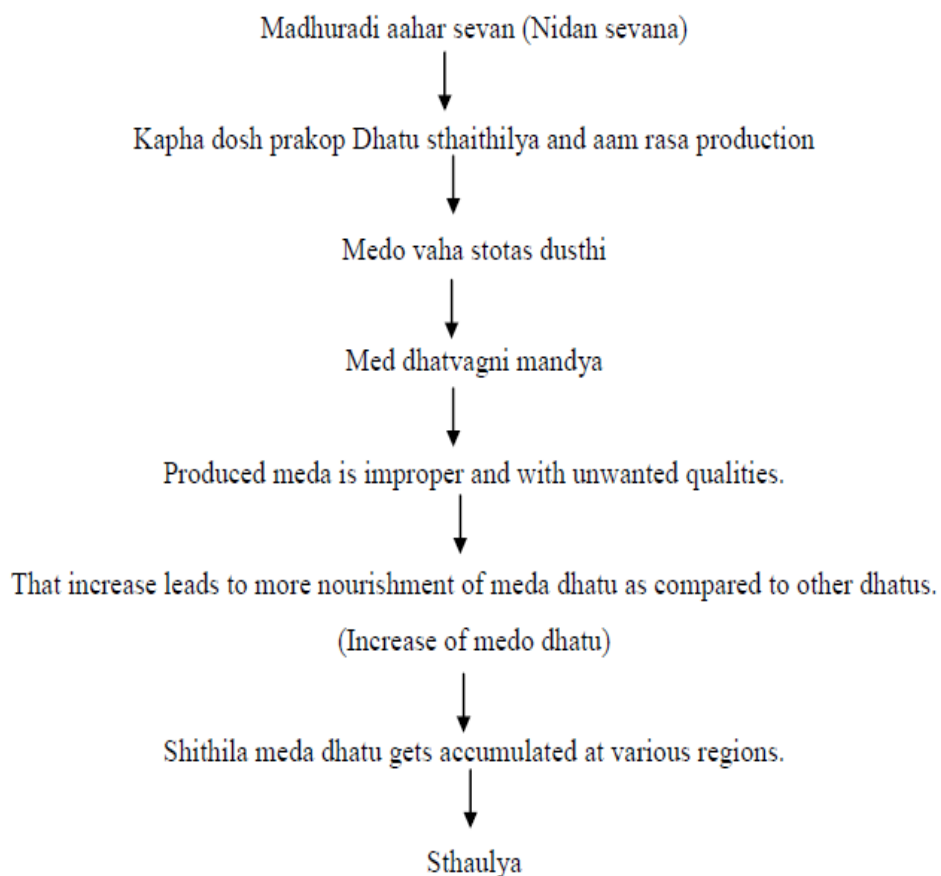 Madhuradi aahar sevan (Nidan sevana)
Kapha dosh prakop Dhatu sthaithilya and aam rasa production
Medo vaha stotas dusthi
Med dhatvagni mandya
Produced meda is improper and with unwanted qualities.
That increase leads to more nourishment of meda dhatu as compared to other dhatus.
(Increase of medo dhatu)
Shithila meda dhatu gets accumulated at various regions.
Sthaulya